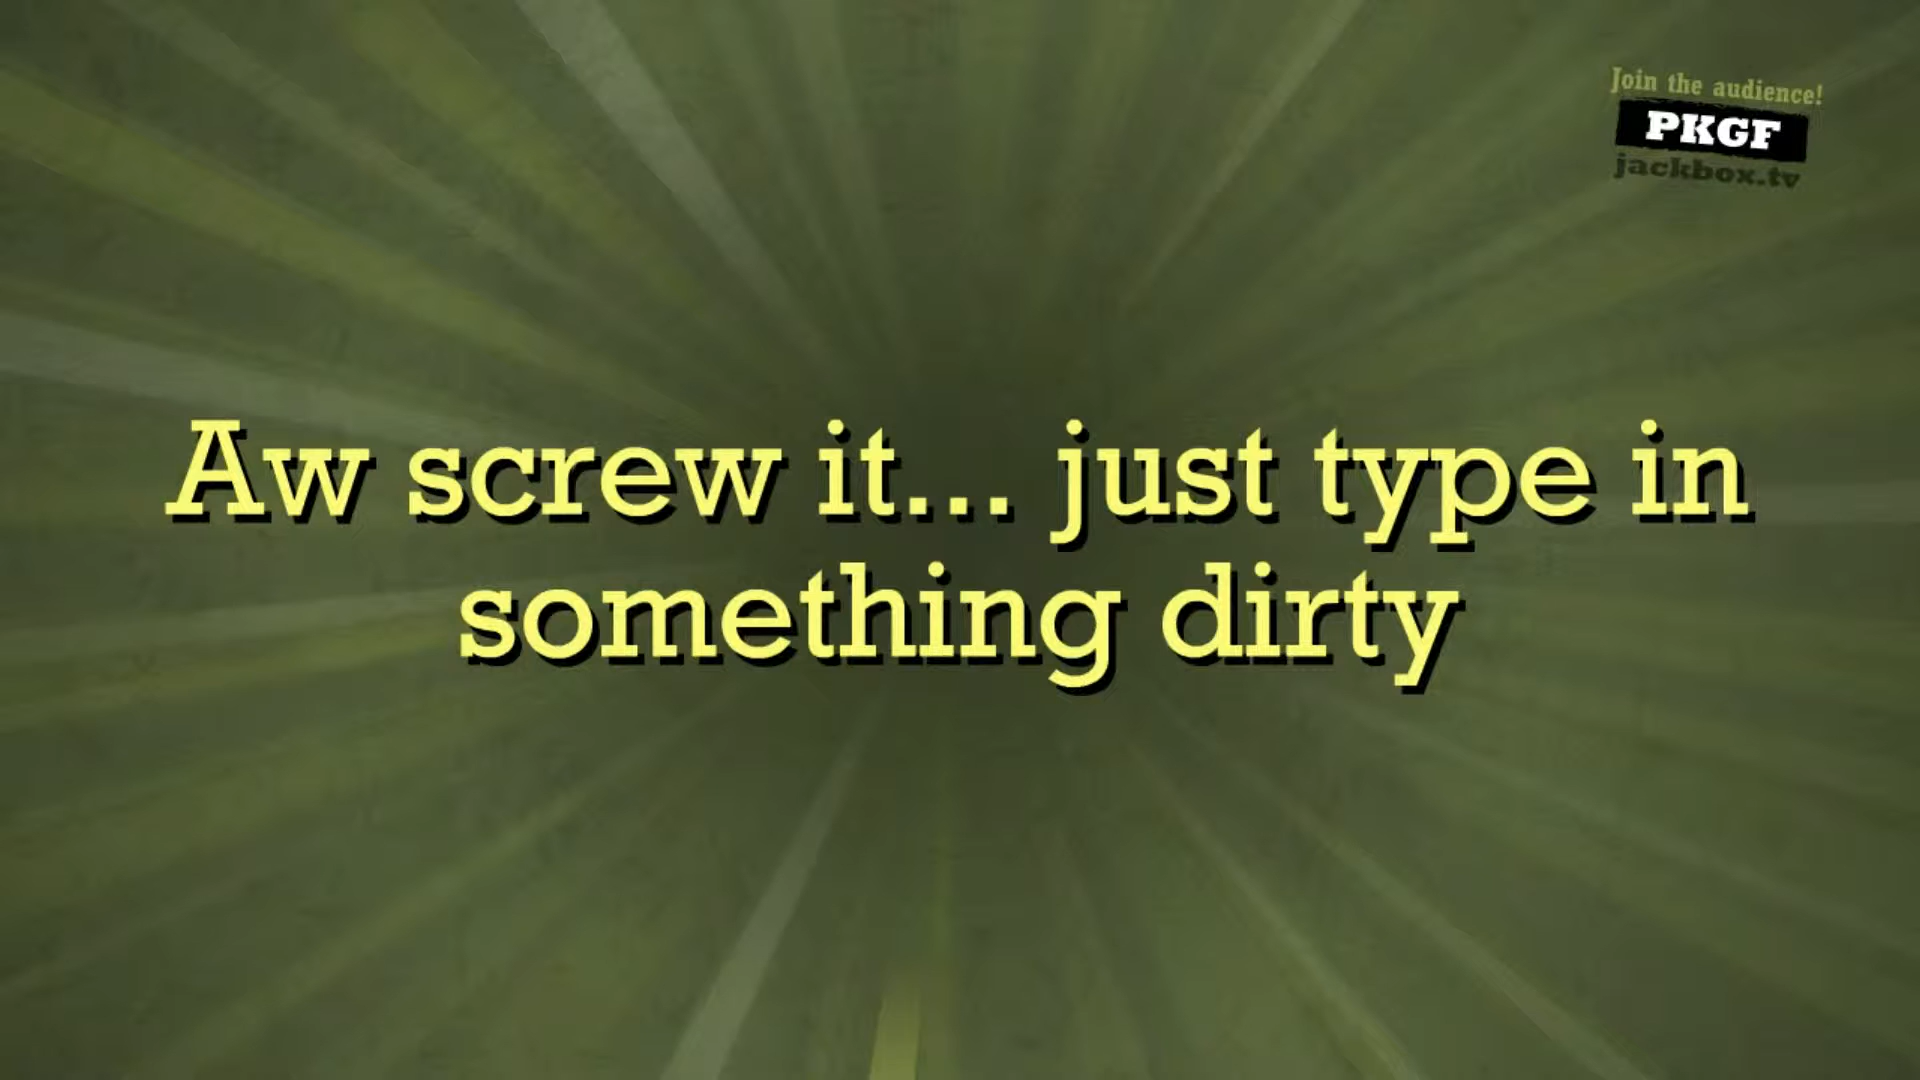 Join the audience!
PKGF
jackbox.tv
Aw screw it... just type in
something dirty